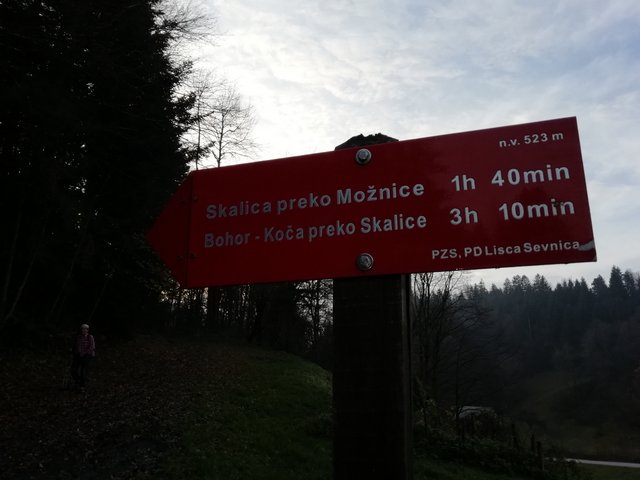 n.v. 523 m
Skalica preko Možnice 1h 40min
Bohor - Koča preko Skalice 3h 10min
PZS, PD Lisca Sevnica